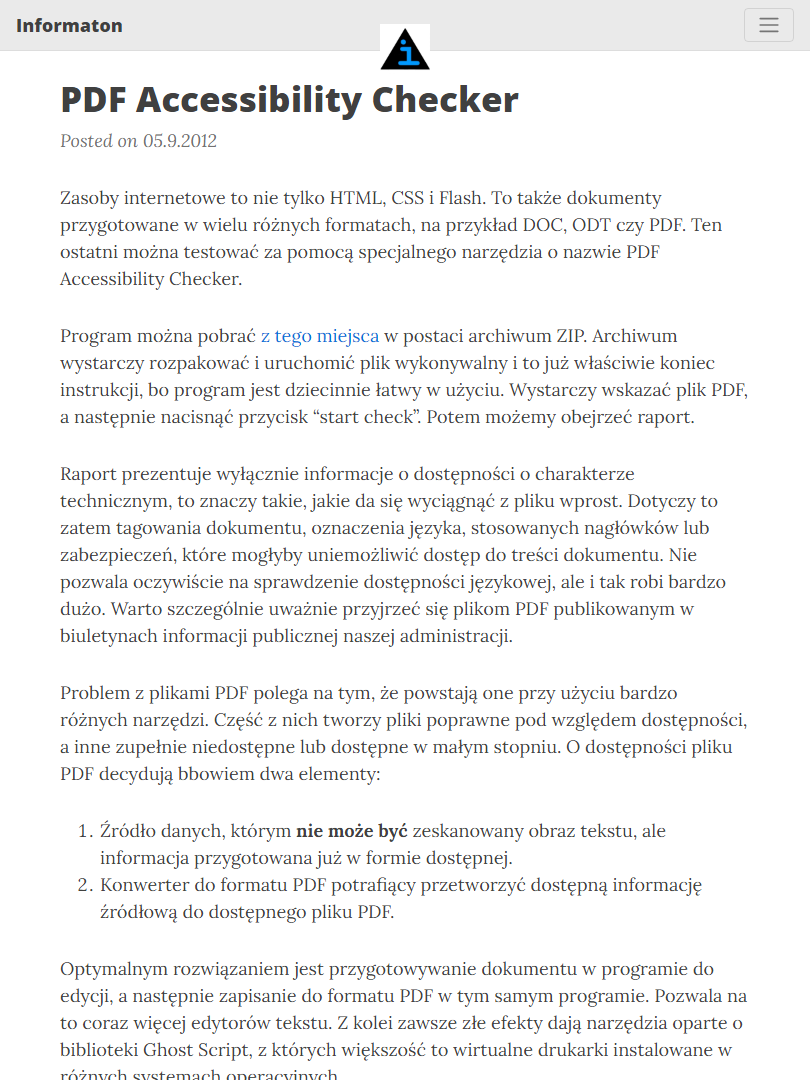 Informaton
i
PDF Accessibility Checker
Posted on 05.9.2012
Zasoby internetowe to nie tylko HTML, CSS i Flash. To także dokumenty
przygotowane w wielu różnych formatach, na przykład DOC, ODT czy PDF. Ten
ostatni można testować za pomocą specjalnego narzędzia o nazwie PDF
Accessibility Checker.
Program można pobrać z tego miejsca w postaci archiwum ZIP. Archiwum
wystarczy rozpakować i uruchomić plik wykonywalny i to już właściwie koniec
instrukcji, bo program jest dziecinnie łatwy w użyciu. Wystarczy wskazać plik PDF,
a następnie nacisnąć przycisk “start check”. Potem możemy obejrzeć raport.
Raport prezentuje wyłącznie informacje o dostępności o charakterze
technicznym, to znaczy takie, jakie da się wyciągnąć z pliku wprost. Dotyczy to
zatem tagowania dokumentu, oznaczenia języka, stosowanych nagłówków lub
zabezpieczeń, które mogłyby uniemożliwić dostęp do treści dokumentu. Nie
pozwala oczywiście na sprawdzenie dostępności językowej, ale i tak robi bardzo
dużo. Warto szczególnie uważnie przyjrzeć się plikom PDF publikowanym w
biuletynach informacji publicznej naszej administracji.
Problem z plikami PDF polega na tym, że powstają one przy użyciu bardzo
różnych narzędzi. Część z nich tworzy pliki poprawne pod względem dostępności,
a inne zupełnie niedostępne lub dostępne w małym stopniu. O dostępności pliku
PDF decydują bbowiem dwa elementy:
1. Źródło danych, którym nie może być zeskanowany obraz tekstu, ale
informacja przygotowana już w formie dostępnej.
2. Konwerter do formatu PDF potrafiący przetworzyć dostępną informację
źródłową do dostępnego pliku PDF.
Optymalnym rozwiązaniem jest przygotowywanie dokumentu w programie do
edycji, a następnie zapisanie do formatu PDF w tym samym programie. Pozwala na
to coraz więcej edytorów tekstu. Z kolei zawsze złe efekty dają narzędzia oparte o
biblioteki Ghost Script, z których większość to wirtualne drukarki instalowane w
różnych systemach operacyjnych.